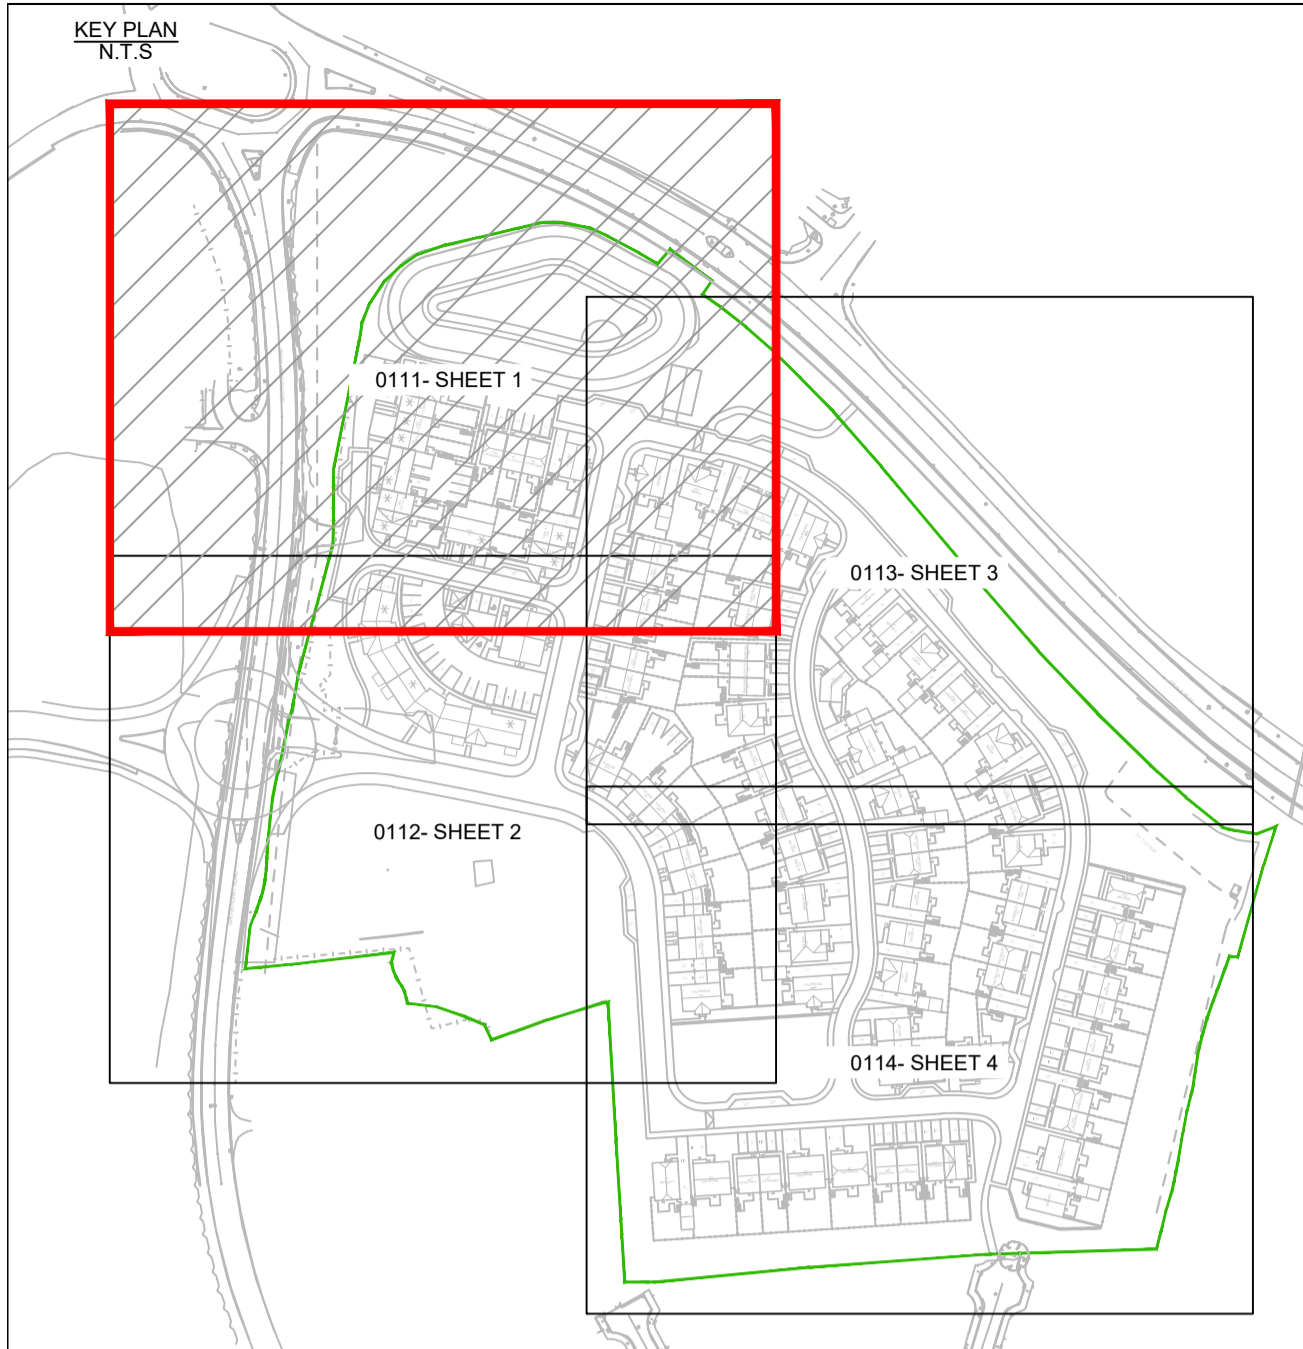 KEY PLAN
N.T.S
0111- SHEET 1
0113- SHEET 3
0112- SHEET 2
0114- SHEET 4